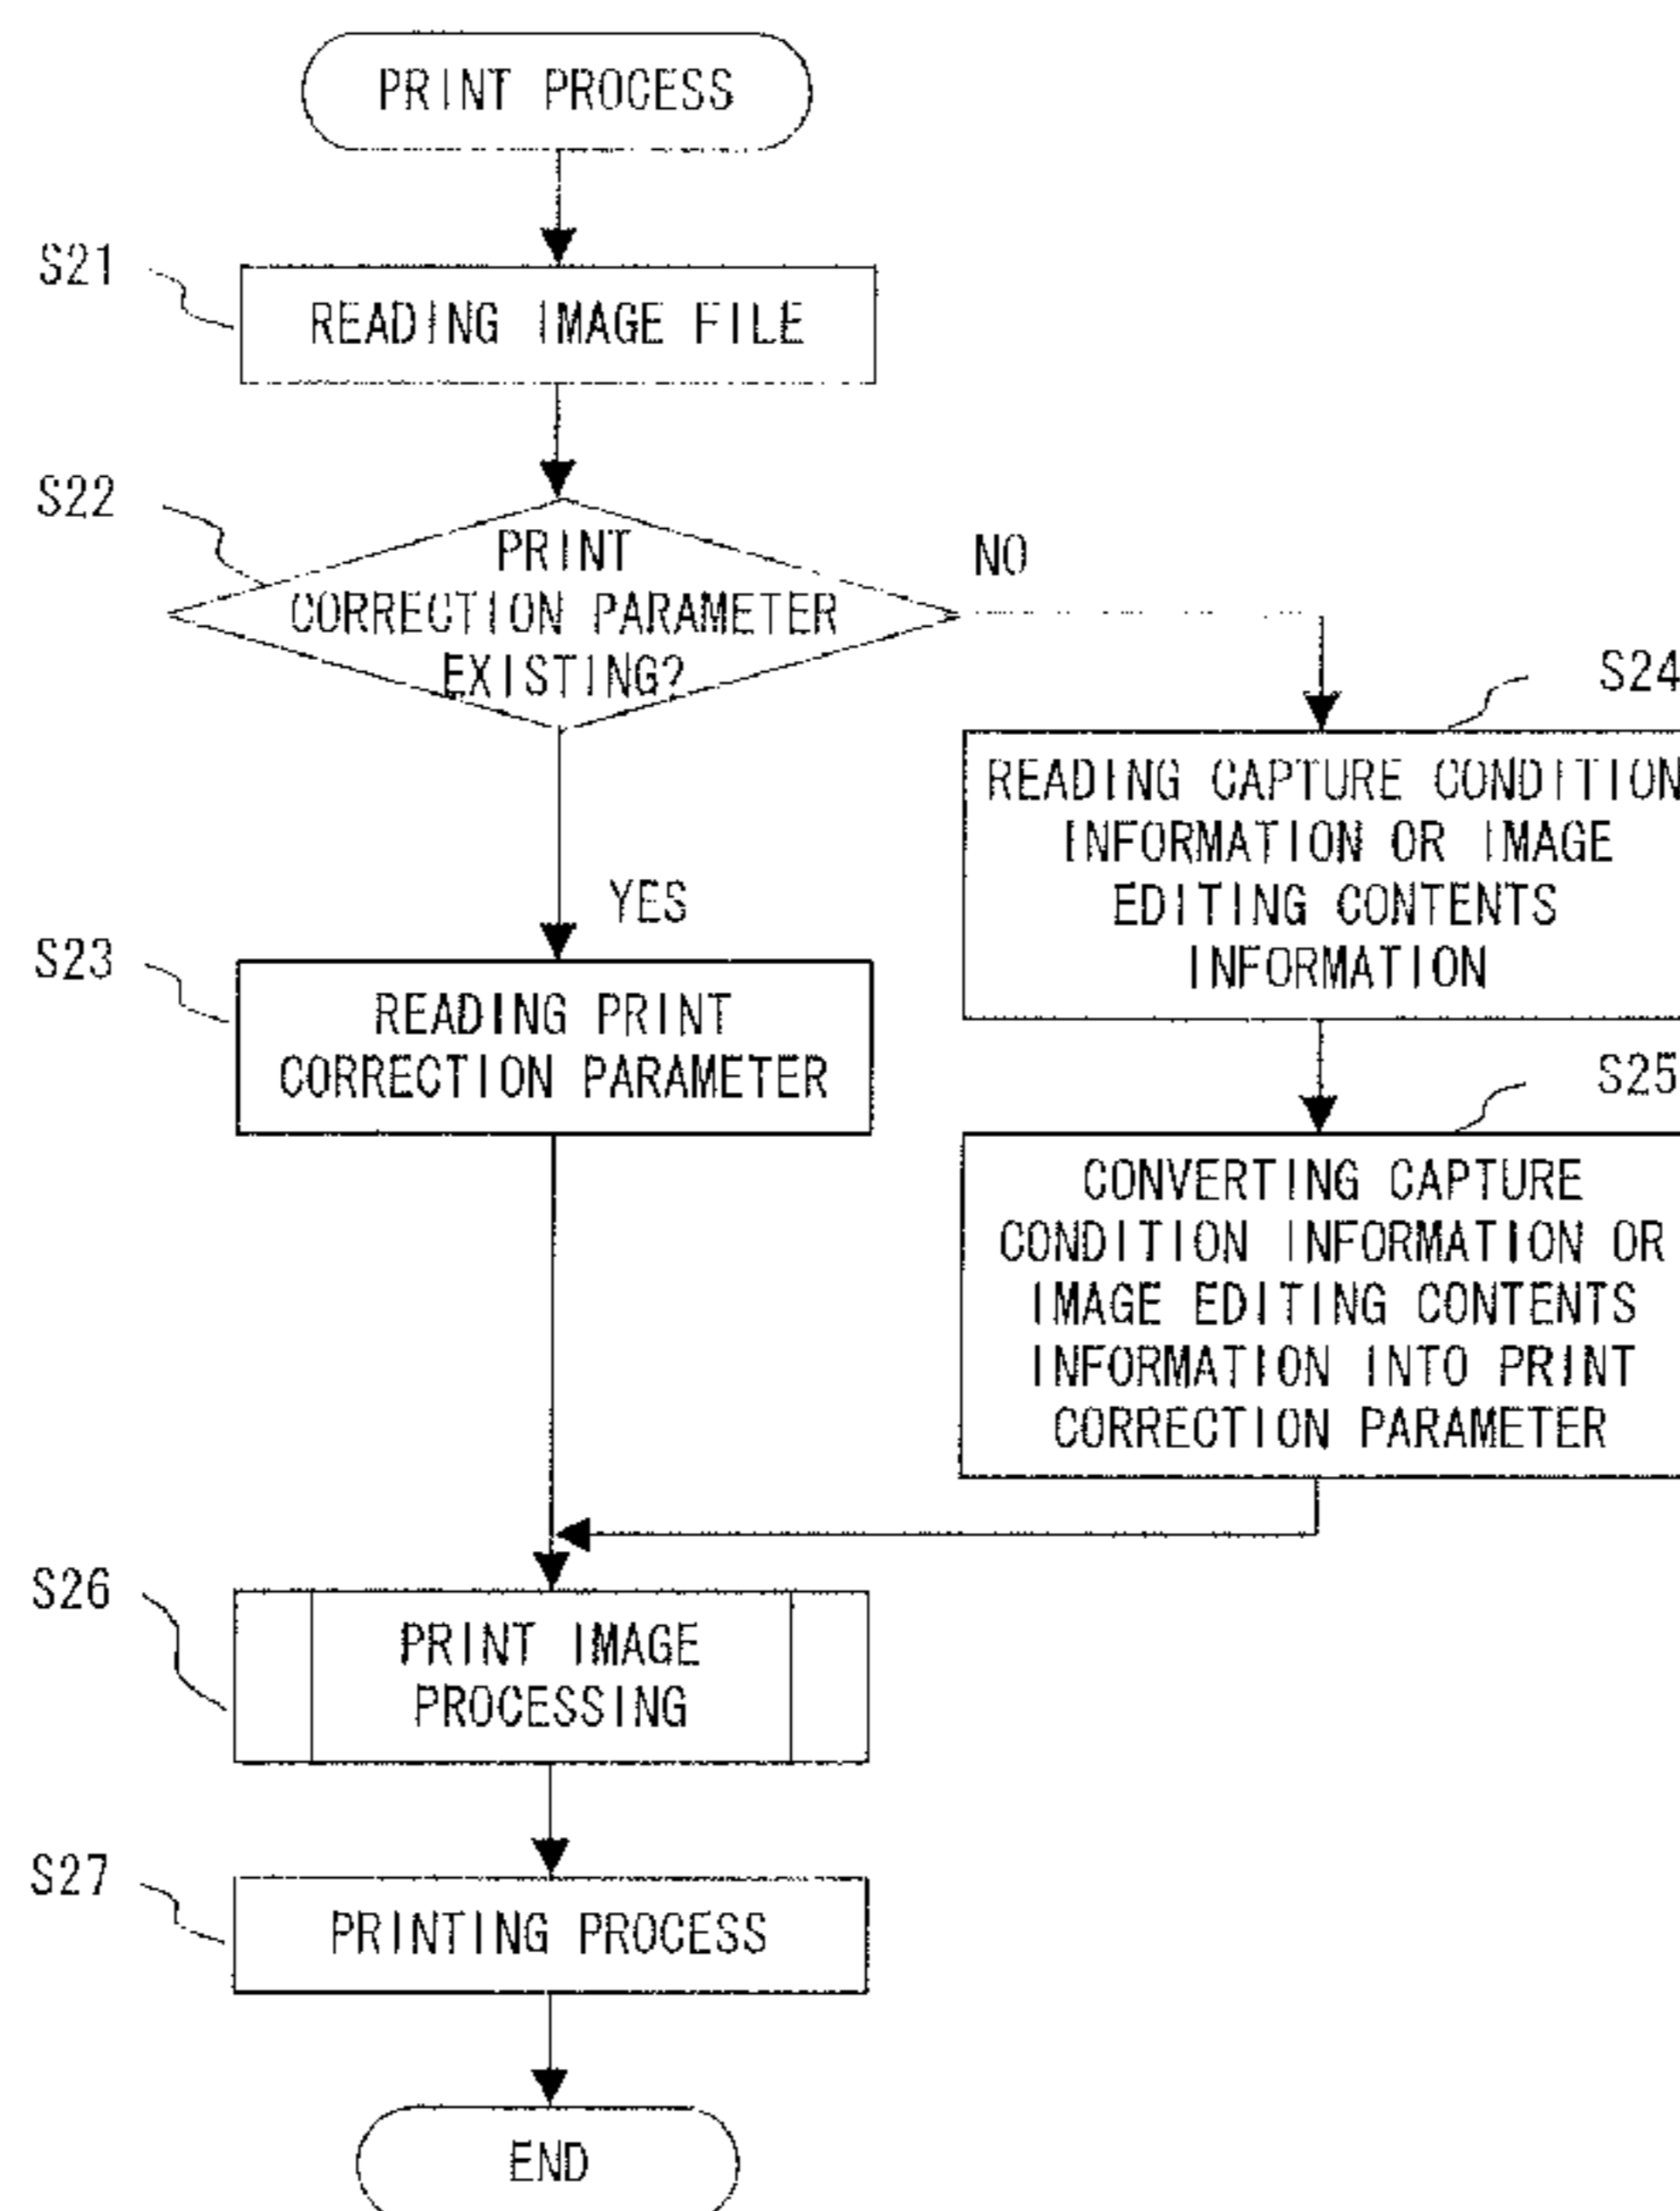 PRINT PROCESS
S21
READING IMAGE FILE
S22
PRINT
CORRECTION PARAMETER
EXISTING?
NO
YES
S23
READING PRINT
CORRECTION PARAMETER
S24
READING CAPTURE CONDITION
INFORMATION OR IMAGE
EDITING CONTENTS
INFORMATION
S25
CONVERTING CAPTURE
CONDITION INFORMATION OR
IMAGE EDITING CONTENTS
INFORMATION INTO PRINT
CORRECTION PARAMETER
S26
PRINT IMAGE
PROCESSING
S27
PRINTING PROCESS
END